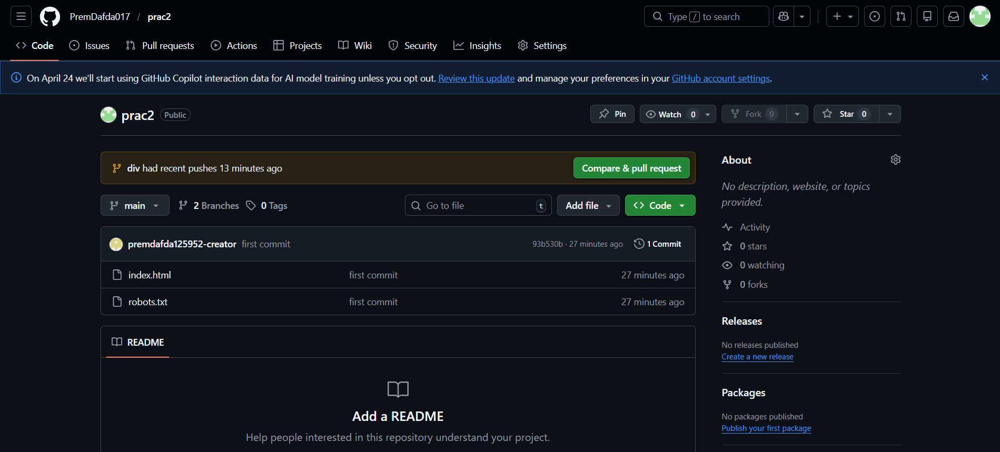 PremDafda017 / prac2
Type / to search
Code Issues Pull requests Actions Projects Wiki Security Insights Settings
On April 24 we'll start using GitHub Copilot interaction data for AI model training unless you opt out. Review this update and manage your preferences in your GitHub account settings.
prac2 Public
Pin Watch 0 Fork 0 Star 0
div had recent pushes 13 minutes ago
Compare & pull request
main 2 Branches 0 Tags
Go to file t
Add file
Code
premdafda125952-creator first commit 93b530b · 27 minutes ago 1 Commit
index.html first commit 27 minutes ago
robots.txt first commit 27 minutes ago
README
Add a README
Help people interested in this repository understand your project.
About
No description, website, or topics
provided.
Activity
0 stars
0 watching
0 forks
Releases
No releases published
Create a new release
Packages
No packages published
Publish your first package